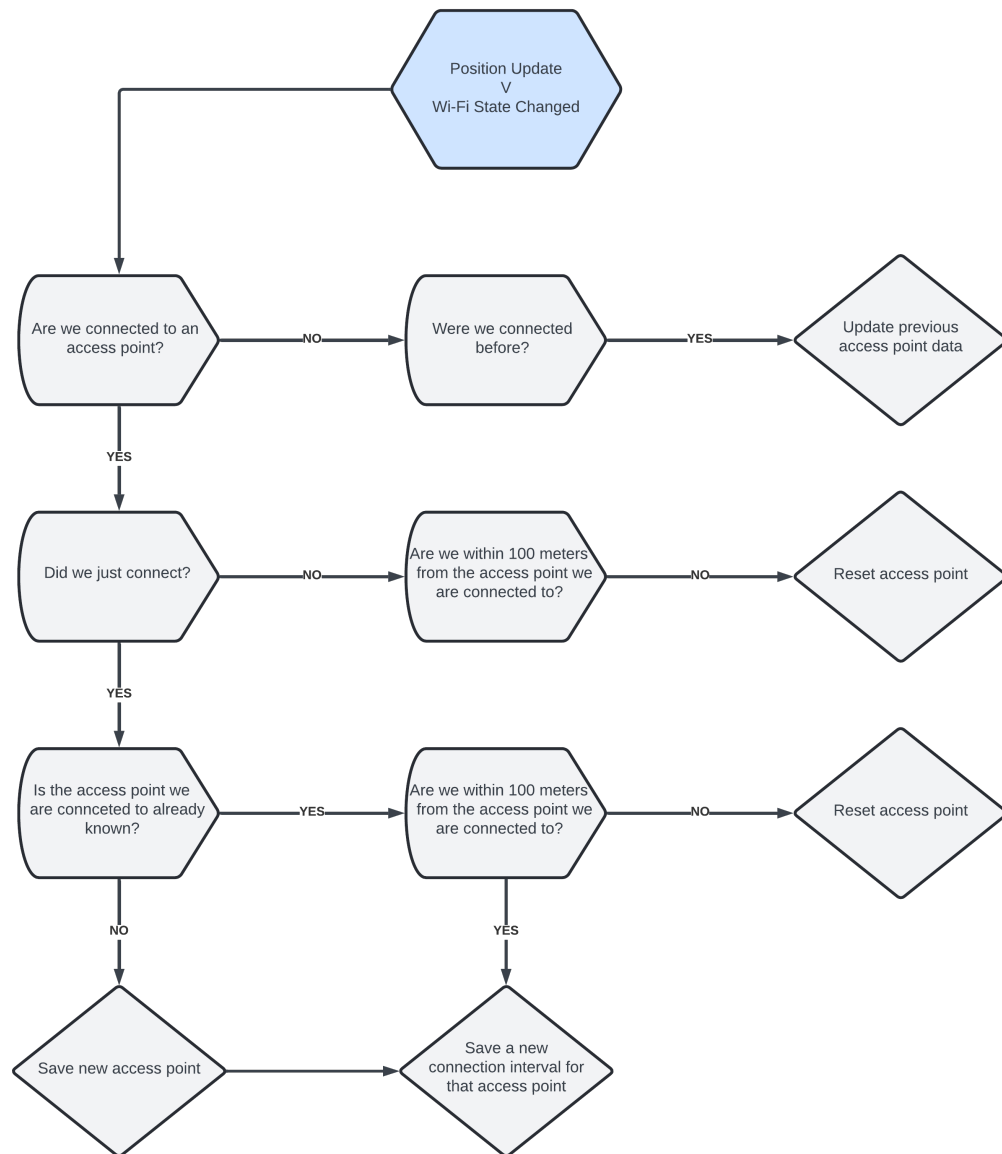 Position Update
V
Wi-Fi State Changed
Are we connected to an
access point?
NO
Were we connected
before?
YES
Update previous
access point data
YES
Did we just connect?
NO
Are we within 100 meters
from the access point we
are connected to?
NO
Reset access point
YES
Is the access point we
are connceted to already
known?
YES
Are we within 100 meters
from the access point we
are connected to?
NO
Reset access point
NO
YES
Save new access point
Save a new
connection interval for
that access point